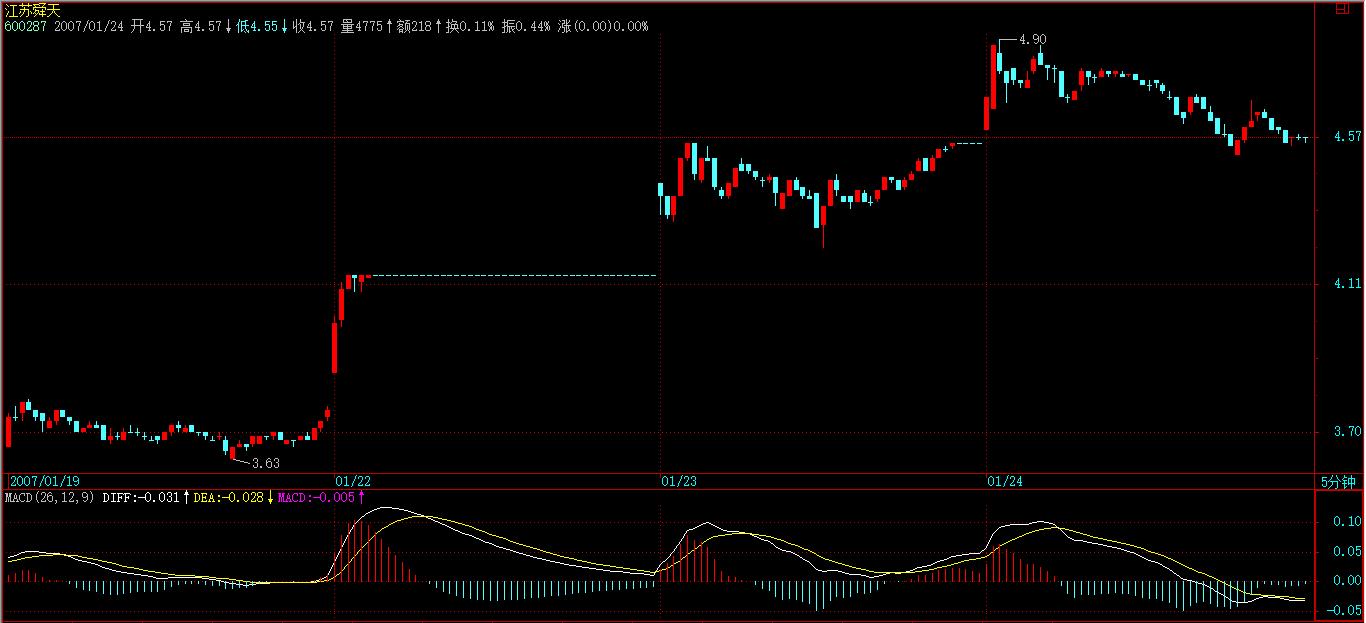 江苏舜天
600287 2007/01/24 开4.57 高4.57↓低4.55↓收4.57 量4775↑额218↑换0.11% 振0.44% 涨(0.00)0.00%
4.90
4.57
4.11
3.70
3.63
2007/01/19 01/22 01/23 01/24 5分钟
MACD(26,12,9) DIFF:-0.031↑DEA:-0.028↓MACD:-0.005↑
0.10
0.05
0.00
-0.05